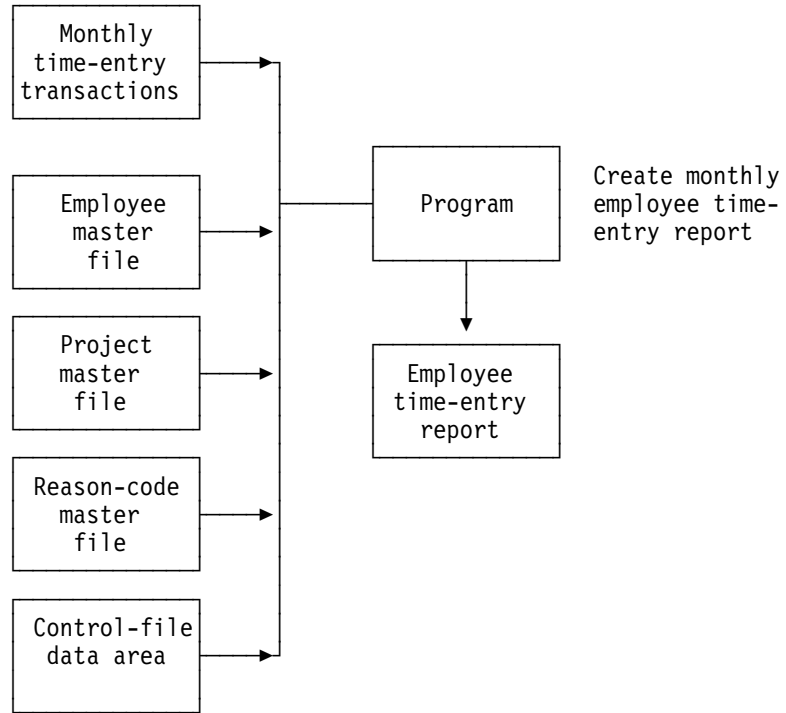 Monthly
time-entry
transactions
Employee
master
file
Project
master
file
Reason-code
master
file
Control-file
data area
Program
Create monthly
employee time-
entry report
Employee
time-entry
report